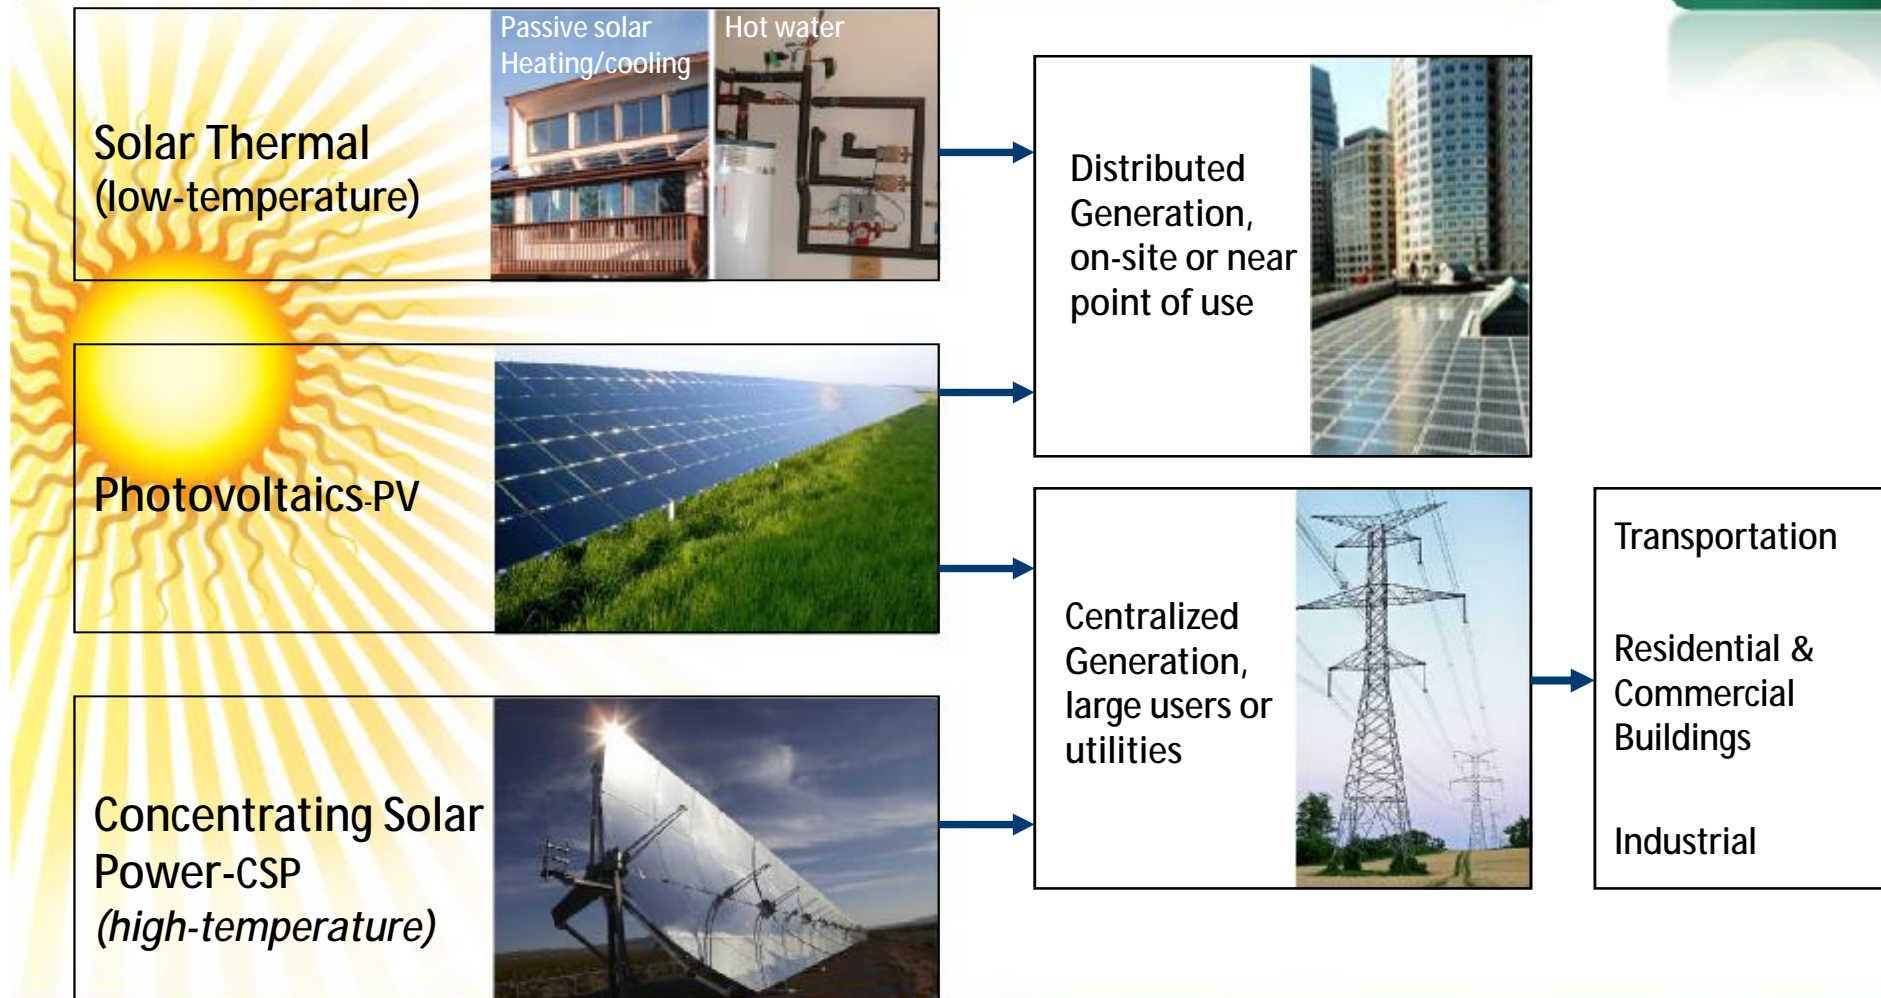 Passive solar
Heating/cooling
Hot water
Solar Thermal
(low-temperature)
Distributed
Generation,
on-site or near
point of use
Photovoltaics-PV
Centralized
Generation,
large users or
utilities
Transportation
Residential &
Commercial
Buildings
Industrial
Concentrating Solar
Power-CSP
(high-temperature)